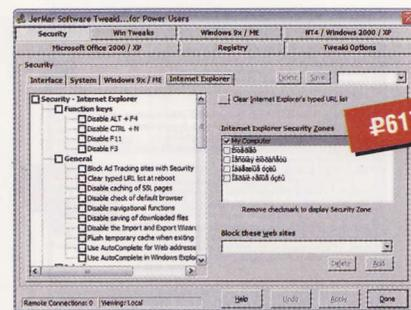 JerMar Software Tweaki...for Power Users
Security
Win Tweaks
Windows 9x / ME
NT4 / Windows 2000 / XP
Microsoft Office 2000 / XP
Registry
Tweaki Options
Security
Interface
System
Windows 9x / ME
Internet Explorer
Delete
Save
Security - Internet Explorer
Function keys
Disable ALT + F4
Disable CTRL + N
Disable F11
Disable F3
General
Block Ad Tracking sites with Security
Clear typed URL list at reboot
Disable caching of SSL pages
Disable check of default browser
Disable navigational functions
Disable saving of downloaded files
Disable the Import and Export Wizard
Flush temporary cache when exiting
Use AutoComplete for Web addresses
Use AutoComplete in Windows Explor
Clear Internet Explorer's typed URL list
₽617
Internet Explorer Security Zones
My Computer
Remove checkmark to display Security Zone
Block these web sites
Delete
Add
Remote Connections: 0
Viewing: Local
Help
Undo
Apply
Done